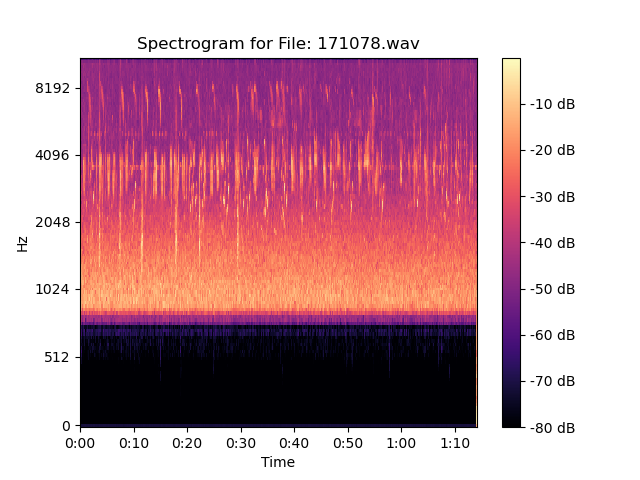 Spectrogram for File: 171078.wav
8192
4096
2048
1024
512
0
Hz
0:00 0:10 0:20 0:30 0:40 0:50 1:00 1:10
Time
-10 dB
-20 dB
-30 dB
-40 dB
-50 dB
-60 dB
-70 dB
-80 dB